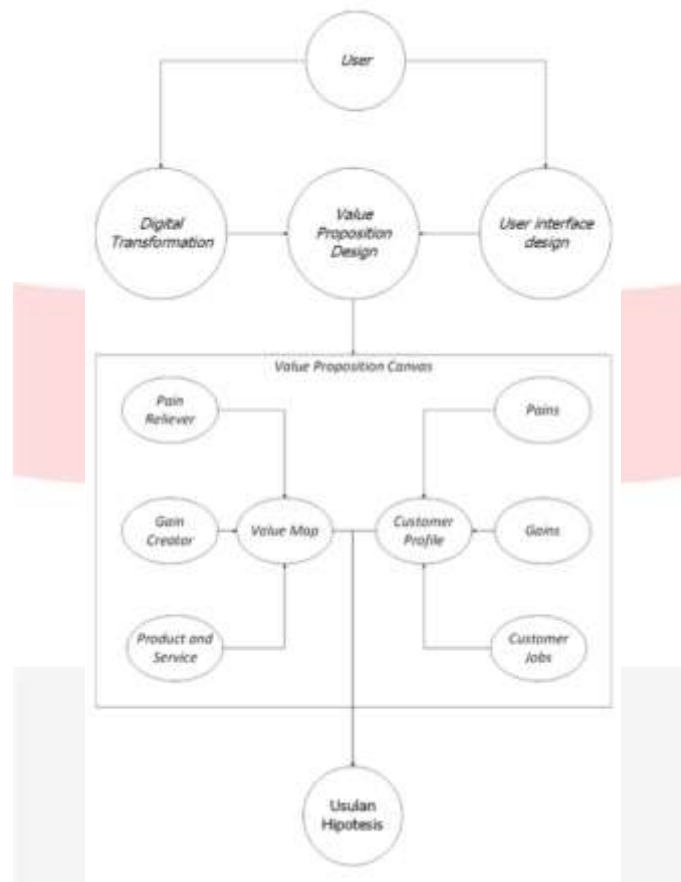 User
Digital
Transformation
Value
Proposition
Design
User interface
design
Value Proposition Canvas
Pain
Reliever
Pains
Gain
Creator
Value Map
Customer
Profile
Gains
Product and
Service
Customer
Jobs
Usulan
Hipotesis